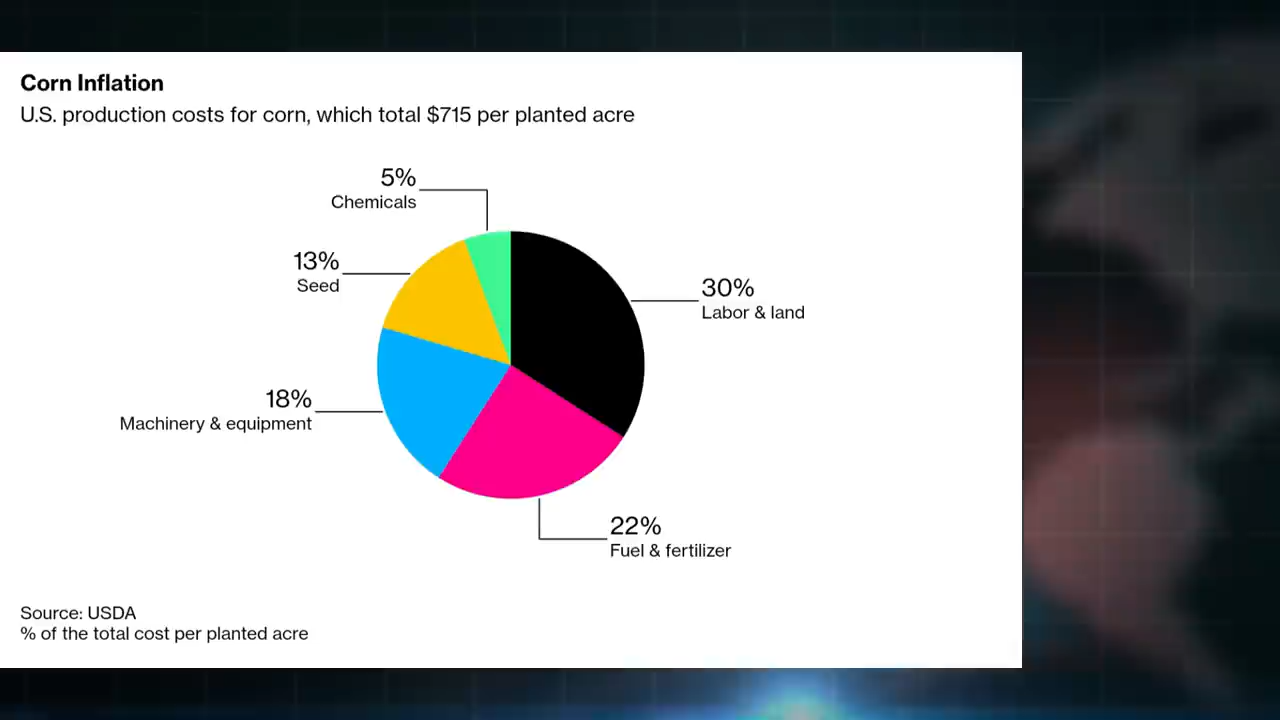 Corn Inflation
U.S. production costs for corn, which total $715 per planted acre
5%
Chemicals
13%
Seed
30%
Labor & land
18%
Machinery & equipment
22%
Fuel & fertilizer
Source: USDA
% of the total cost per planted acre